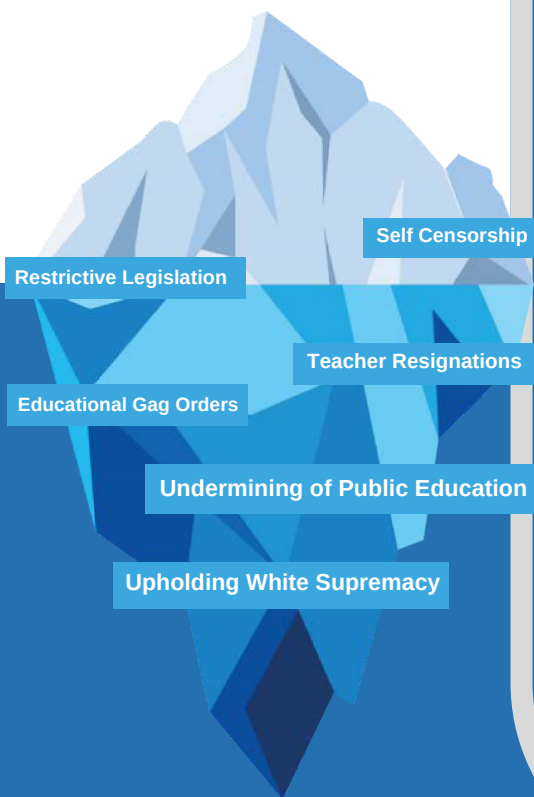 Self Censorship
Restrictive Legislation
Teacher Resignations
Educational Gag Orders
Undermining of Public Education
Upholding White Supremacy